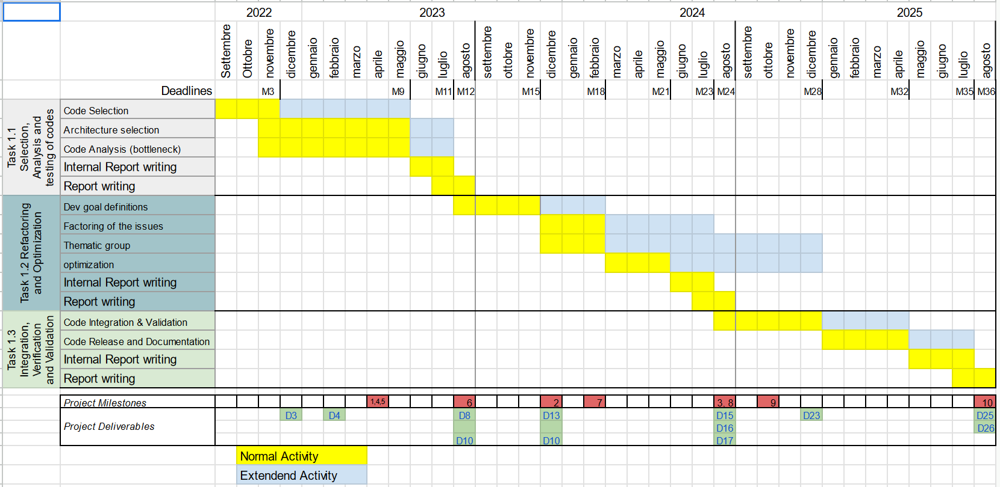 2022 2023 2024 2025
Settembre Ottobre novembre dicembre gennaio febbraio marzo aprile maggio giugno luglio agosto settembre ottobre novembre dicembre gennaio febbraio marzo aprile maggio giugno luglio agosto settembre ottobre novembre dicembre gennaio febbraio marzo aprile maggio giugno luglio agosto
Deadlines M3 M9 M11 M12 M15 M18 M21 M23 M24 M28 M32 M35 M36
Task 1.1
Selection,
Analysis and
testing of codes
Code Selection
Architecture selection
Code Analysis (bottleneck)
Internal Report writing
Report writing
Task 1.2 Refactoring
and Optimization
Dev goal definitions
Factoring of the issues
Thematic group
optimization
Internal Report writing
Report writing
Task 1.3
Integration,
Verification
and Validation
Code Integration & Validation
Code Release and Documentation
Internal Report writing
Report writing
Project Milestones 1,4,5 6 2 7 3, 8 9 10
Project Deliverables
D3 D4 D8 D13 D15 D23 D25
D16 D26
D10 D10 D17
Normal Activity
Extendend Activity